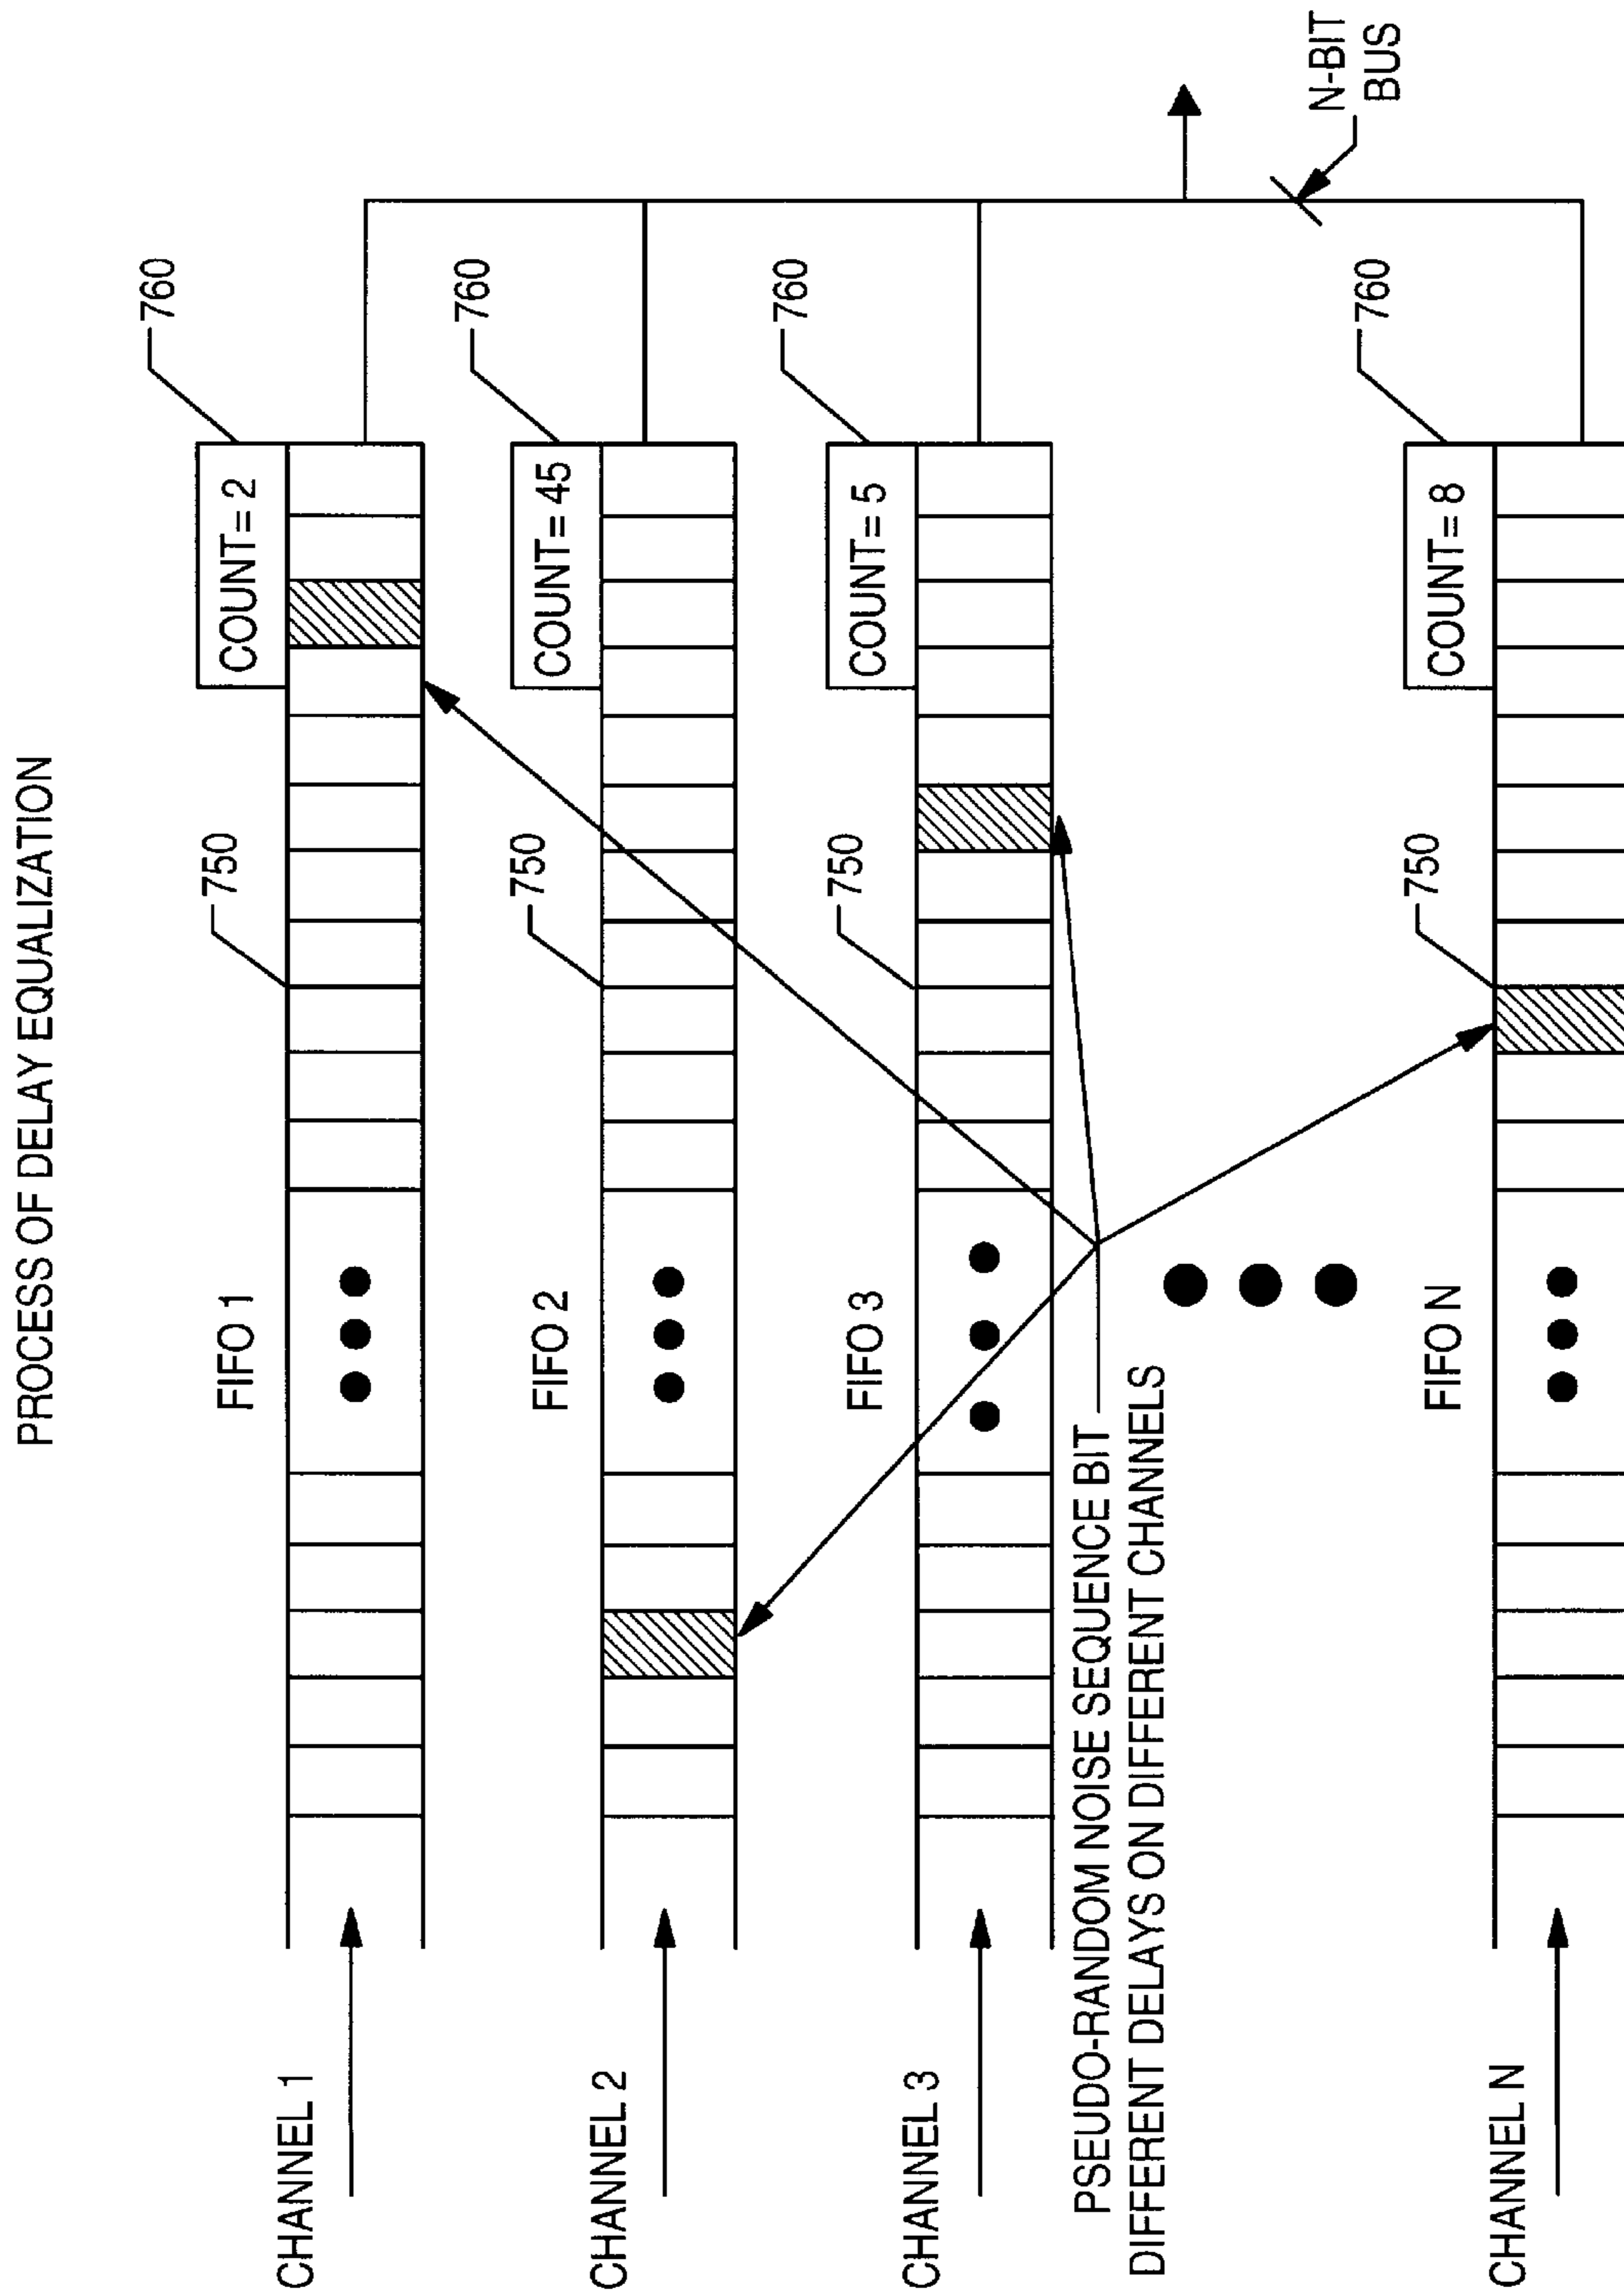 PROCESS OF DELAY EQUALIZATION
760
750
COUNT= 2
FIFO 1
CHANNEL 1
760
750
COUNT= 45
FIFO 2
CHANNEL 2
760
750
COUNT= 5
FIFO 3
CHANNEL 3
PSEUDO-RANDOM NOISE SEQUENCE BIT
DIFFERENT DELAYS ON DIFFERENT CHANNELS
N-BIT
BUS
760
750
COUNT= 8
FIFO N
CHANNEL N